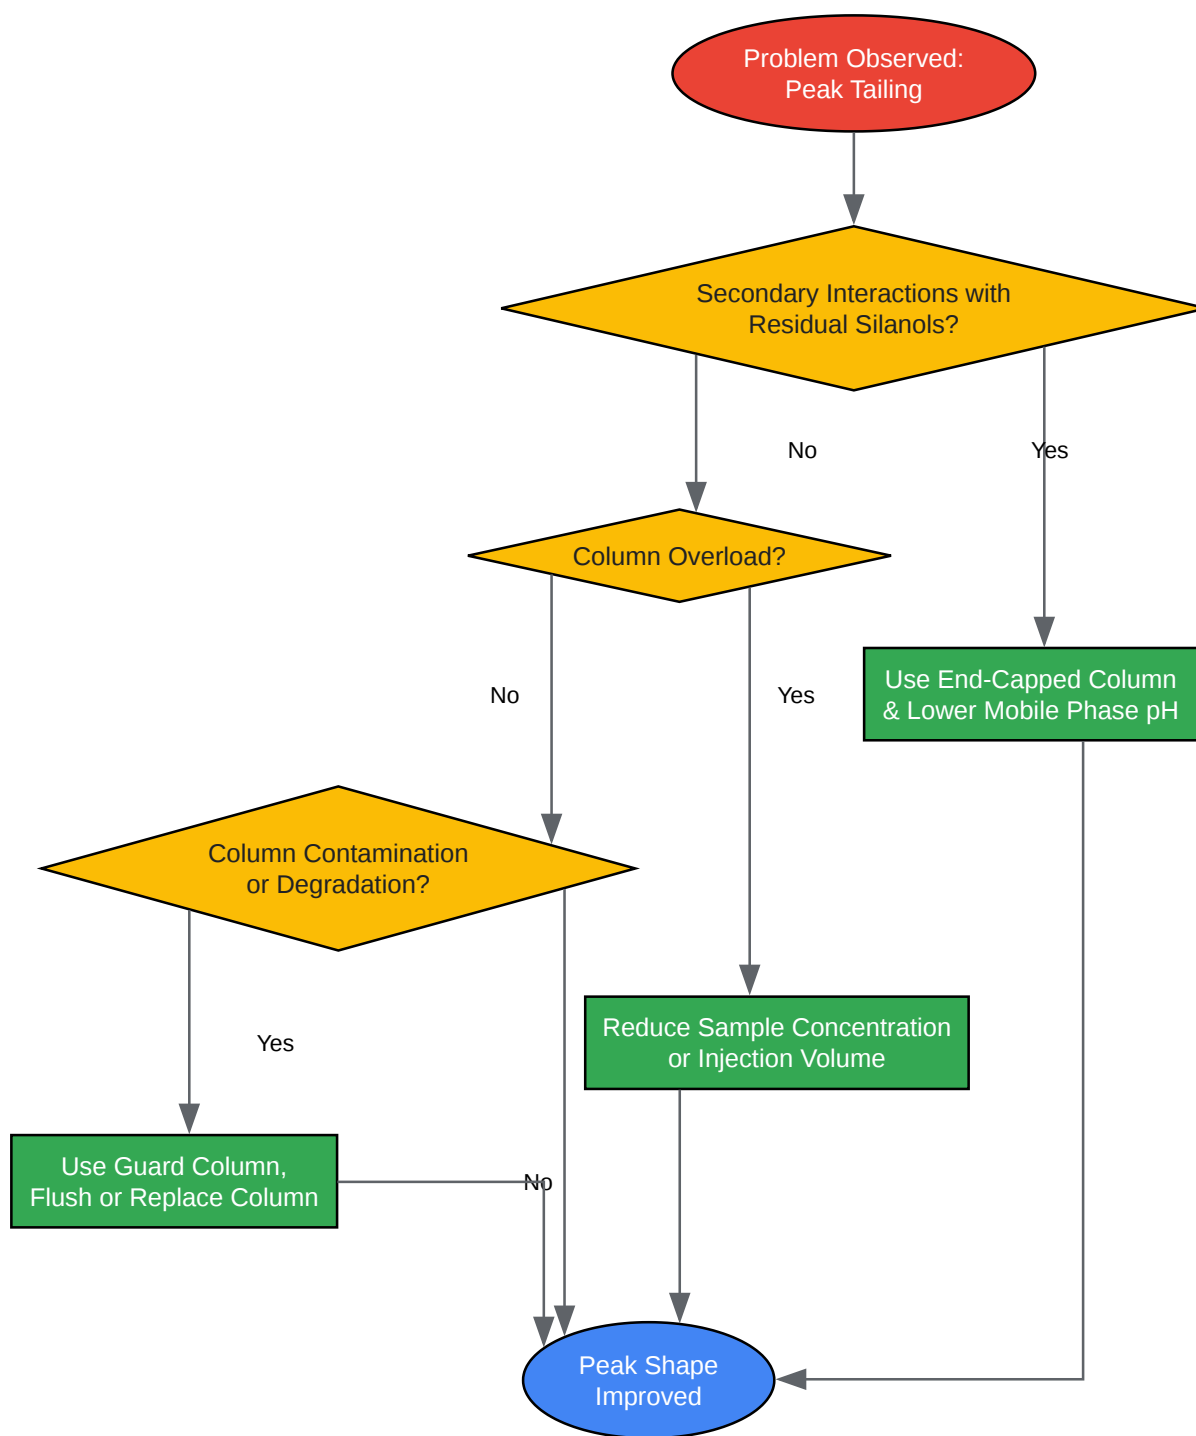 Problem Observed:
Peak Tailing
Secondary Interactions with
Residual Silanols?
No
Yes
Column Overload?
Use End-Capped Column
& Lower Mobile Phase pH
No
Yes
Column Contamination
or Degradation?
Reduce Sample Concentration
or Injection Volume
Yes
Use Guard Column,
Flush or Replace Column
No
Peak Shape
Improved